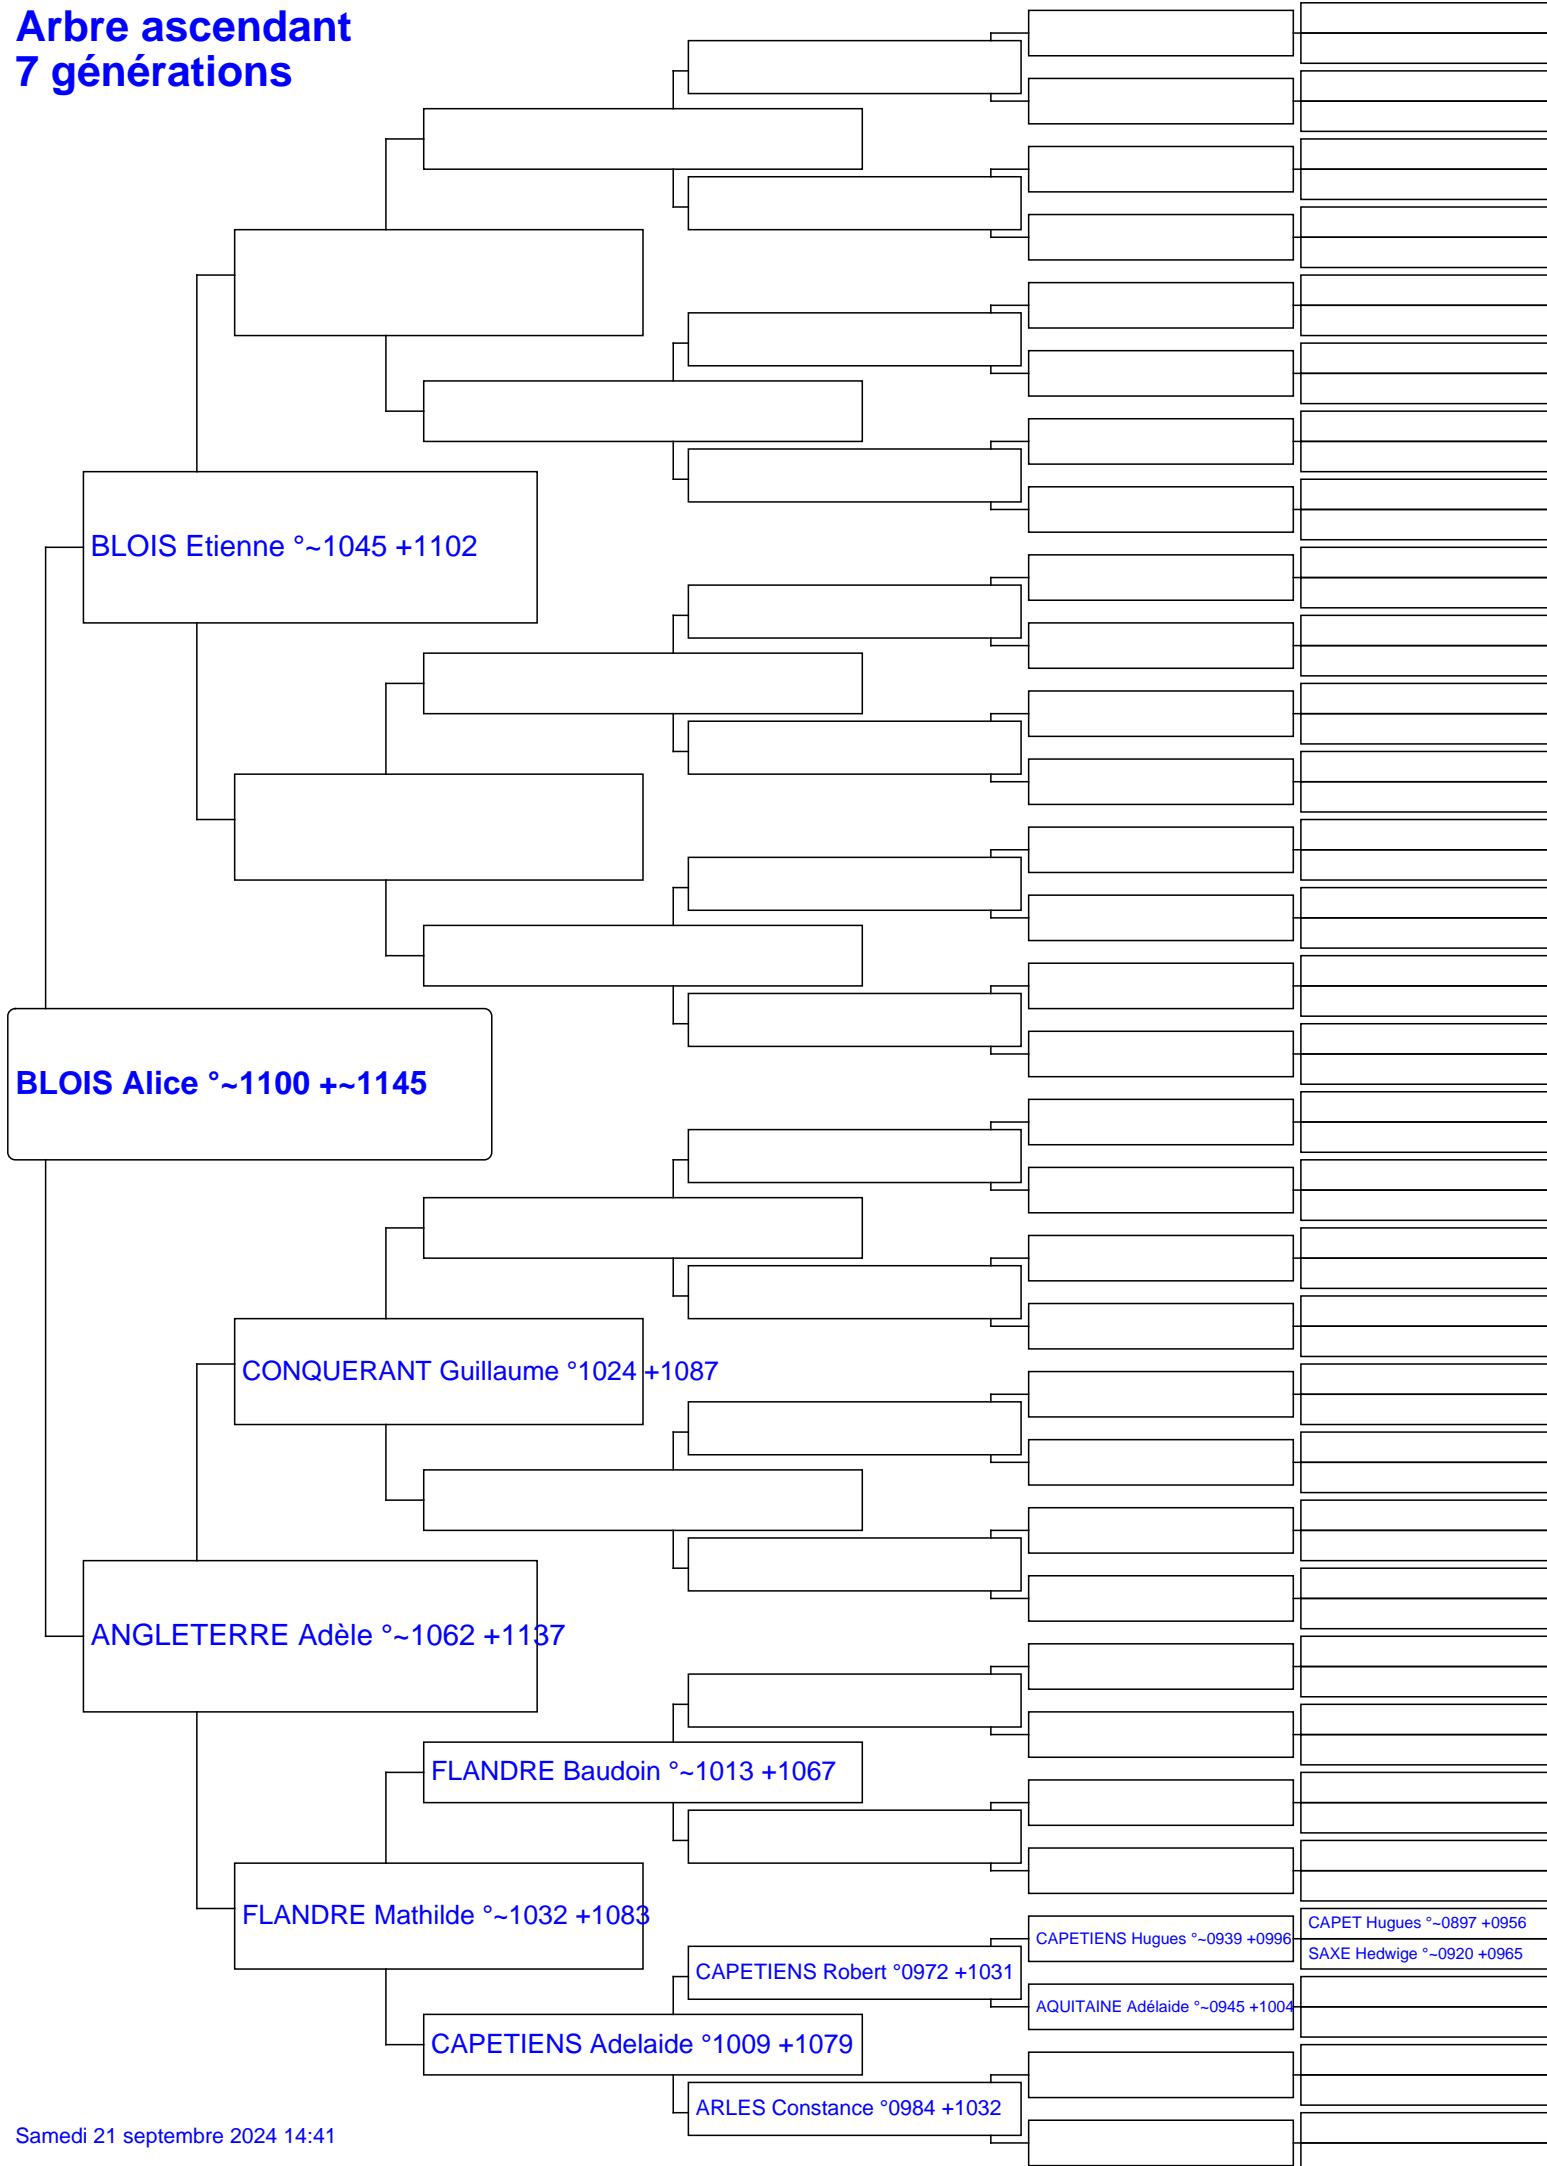 Arbre ascendant
7 générations
BLOIS Etienne °~1045 +1102
BLOIS Alice °~1100 +~1145
CONQUERANT Guillaume °1024 +1087
ANGLETERRE Adèle °~1062 +1137
FLANDRE Baudoin °~1013 +1067
FLANDRE Mathilde °~1032 +1083
CAPET Hugues °~0897 +0956
CAPETIENS Hugues °~0939 +0996
SAXE Hedwige °~0920 +0965
CAPETIENS Robert °0972 +1031
AQUITAINE Adélaide °~0945 +1004
CAPETIENS Adelaide °1009 +1079
ARLES Constance °0984 +1032
Samedi 21 septembre 2024 14:41